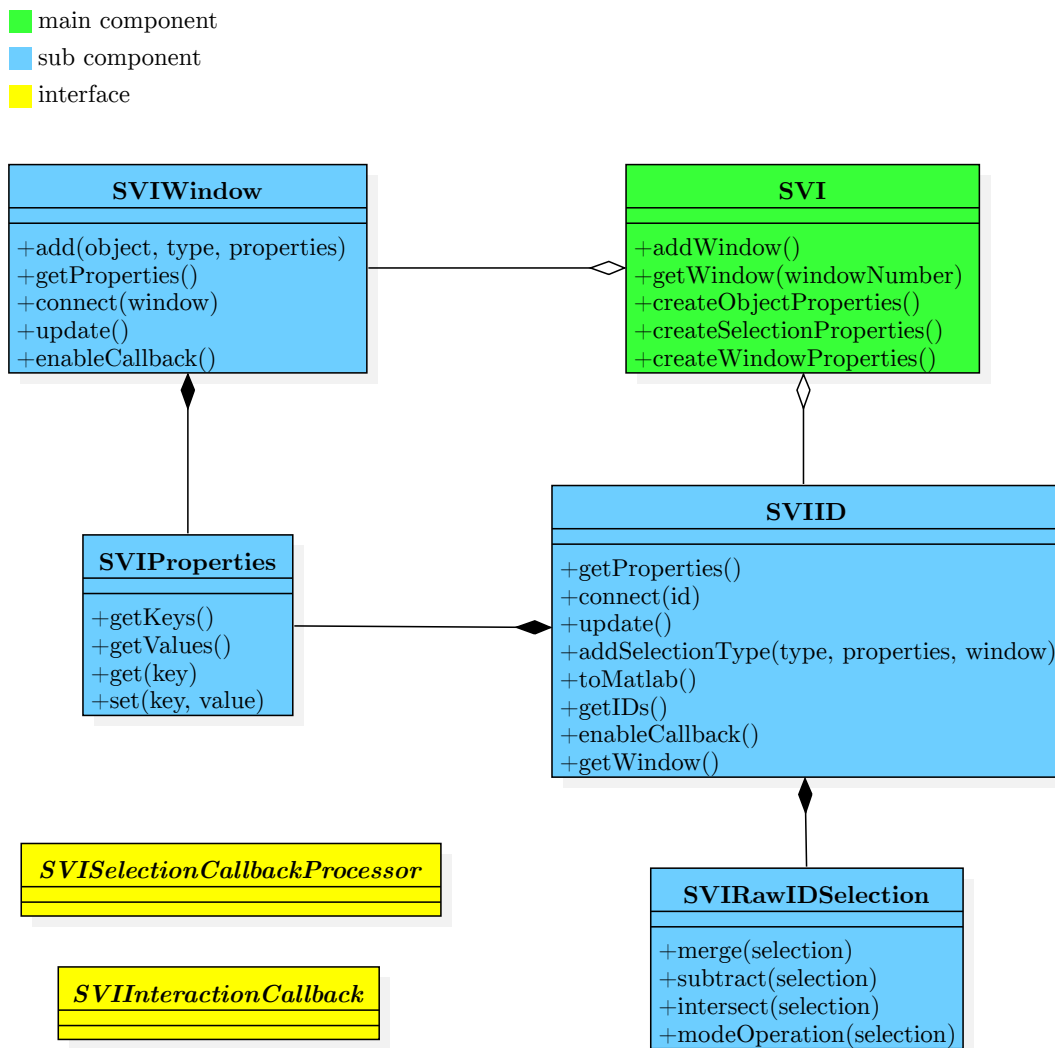 main component
sub component
interface
SVIWindow
+add(object, type, properties)
+getProperties()
+connect(window)
+update()
+enableCallback()
SVI
+addWindow()
+getWindow(windowNumber)
+createObjectProperties()
+createSelectionProperties()
+createWindowProperties()
SVIProperties
+getKeys()
+getValues()
+get(key)
+set(key, value)
SVIID
+getProperties()
+connect(id)
+update()
+addSelectionType(type, properties, window)
+toMatlab()
+getIDs()
+enableCallback()
+getWindow()
SVISelectionCallbackProcessor
SVIInteractionCallback
SVIRawIDSelection
+merge(selection)
+subtract(selection)
+intersect(selection)
+modeOperation(selection)